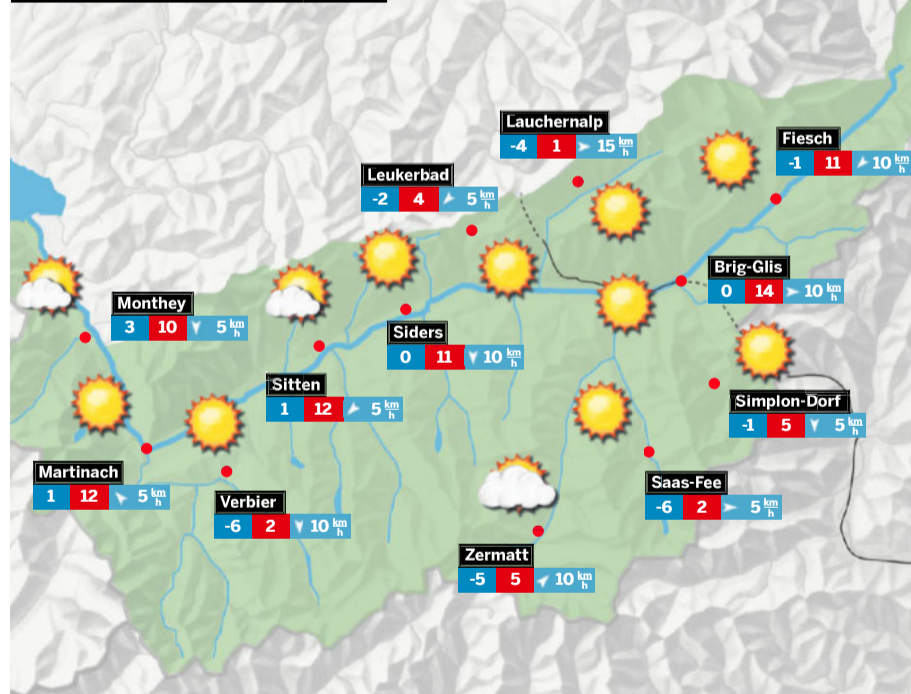 Lauchernalp
-4 1 15 km/h
Fiesch
-1 11 10 km/h
Leukerbad
-2 4 5 km/h
Brig-Glis
0 14 10 km/h
Monthey
3 10 5 km/h
Siders
0 11 10 km/h
Sitten
1 12 5 km/h
Simplon-Dorf
-1 5 5 km/h
Martinach
1 12 5 km/h
Verbier
-6 2 10 km/h
Saas-Fee
-6 2 5 km/h
Zermatt
-5 5 10 km/h